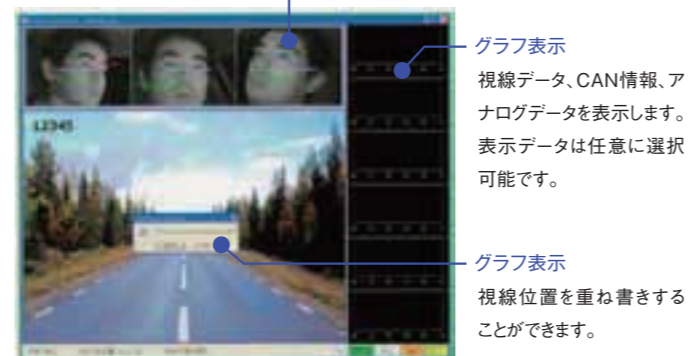 グラフ表示
視線データ、CAN情報、ア
ナログデータを表示します。
表示データは任意に選択
可能です。
12345
グラフ表示
視線位置を重ね書きする
ことができます。